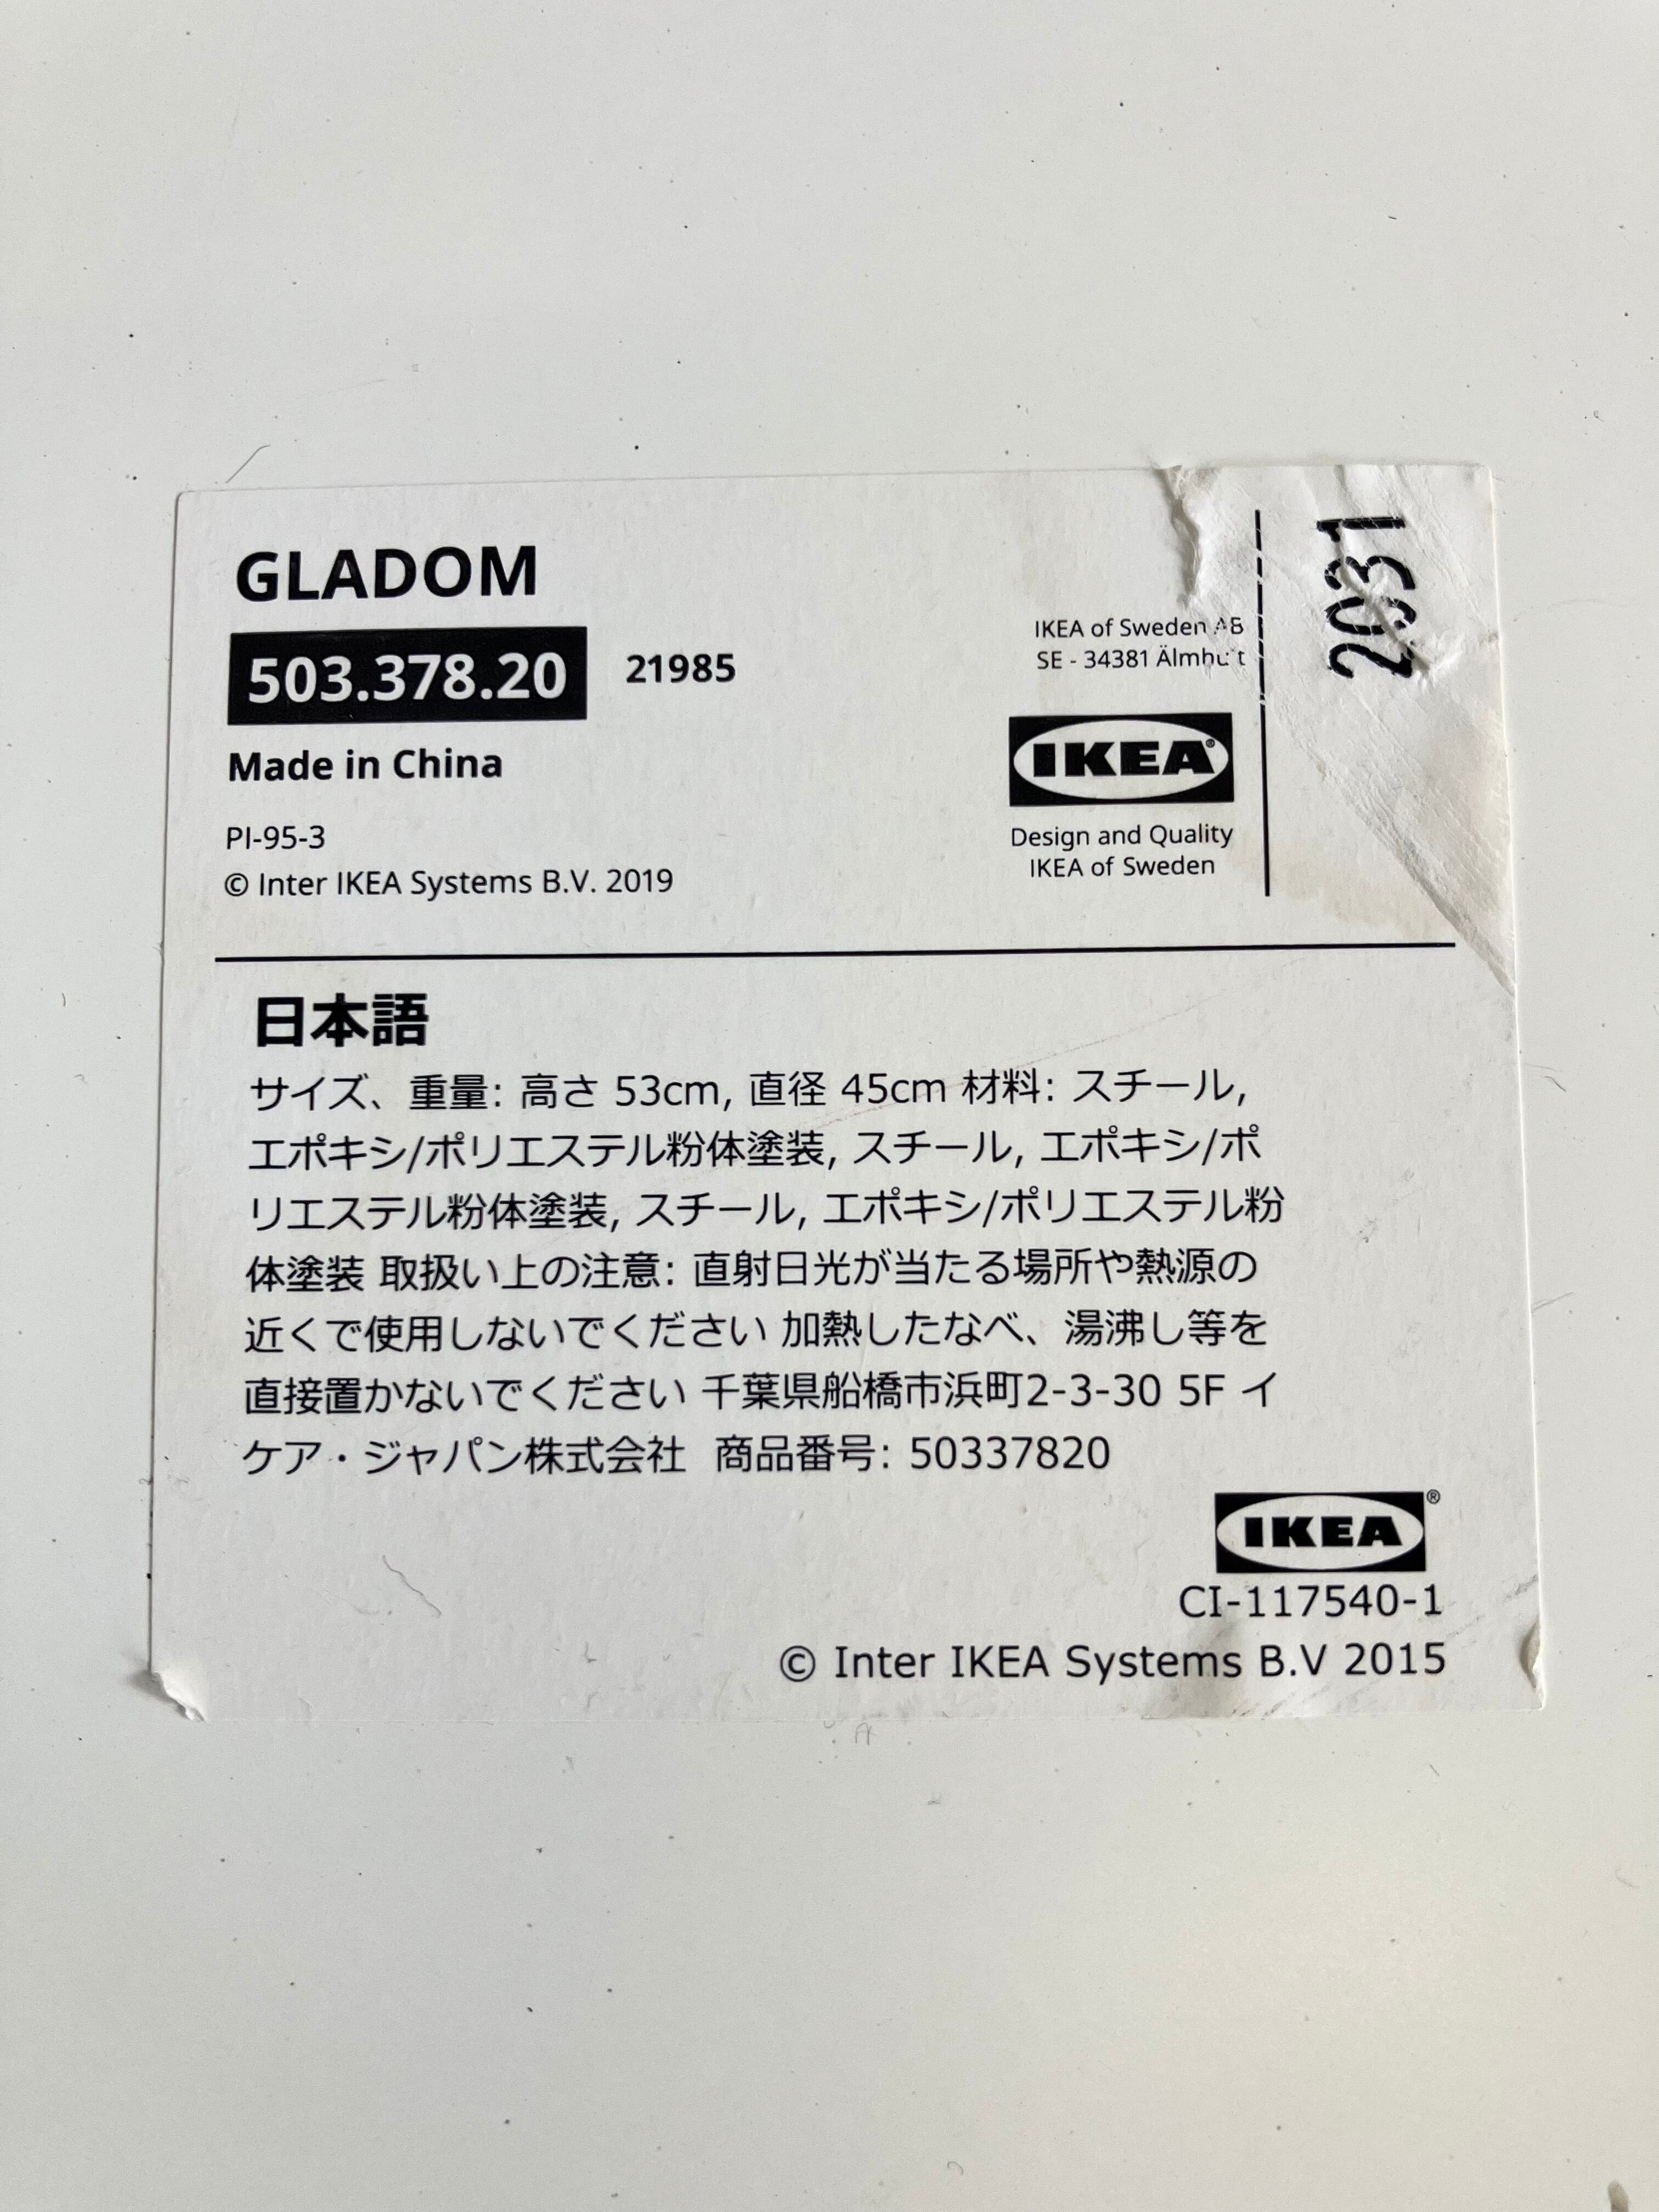 GLADOM
503.378.20 21985
Made in China
PI-95-3
© Inter IKEA Systems B.V. 2019
IKEA of Sweden AB
SE - 34381 Älmhult
IKEA®
Design and Quality
IKEA of Sweden
2031
日本語
サイズ、重量: 高さ 53cm, 直径 45cm 材料: スチール,
エポキシ/ポリエステル粉体塗装, スチール, エポキシ/ポ
リエステル粉体塗装, スチール, エポキシ/ポリエステル粉
体塗装 取扱い上の注意: 直射日光が当たる場所や熱源の
近くで使用しないでください 加熱したなべ、湯沸し等を
直接置かないでください 千葉県船橋市浜町2-3-30 5F イ
ケア・ジャパン株式会社 商品番号: 50337820
IKEA®
CI-117540-1
© Inter IKEA Systems B.V 2015